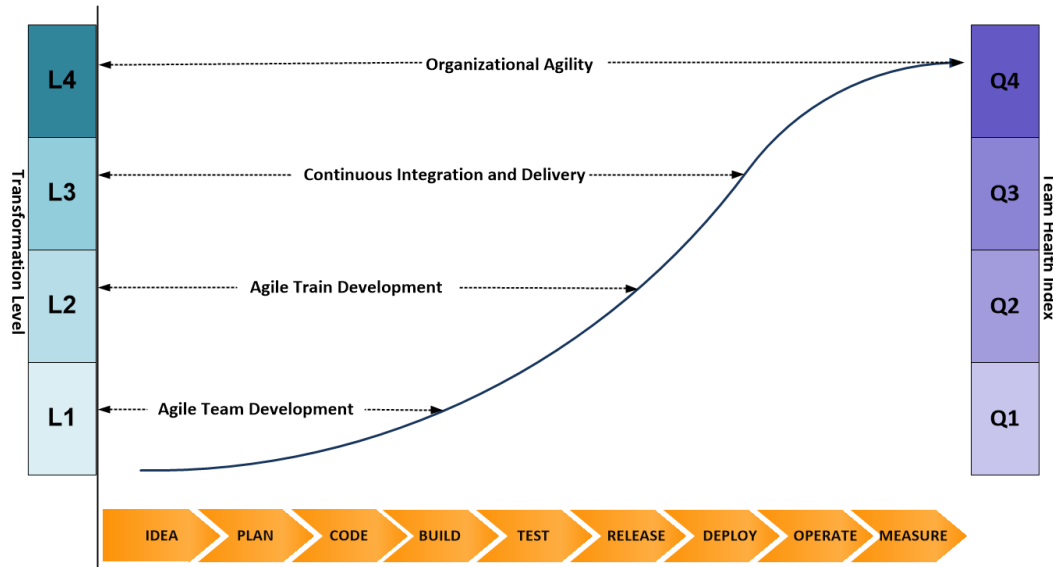 L4
Organizational Agility
Q4
L3
Continuous Integration and Delivery
Q3
Transformation Level
Team Health Index
L2
Agile Train Development
Q2
L1
Agile Team Development
Q1
IDEA
PLAN
CODE
BUILD
TEST
RELEASE
DEPLOY
OPERATE
MEASURE